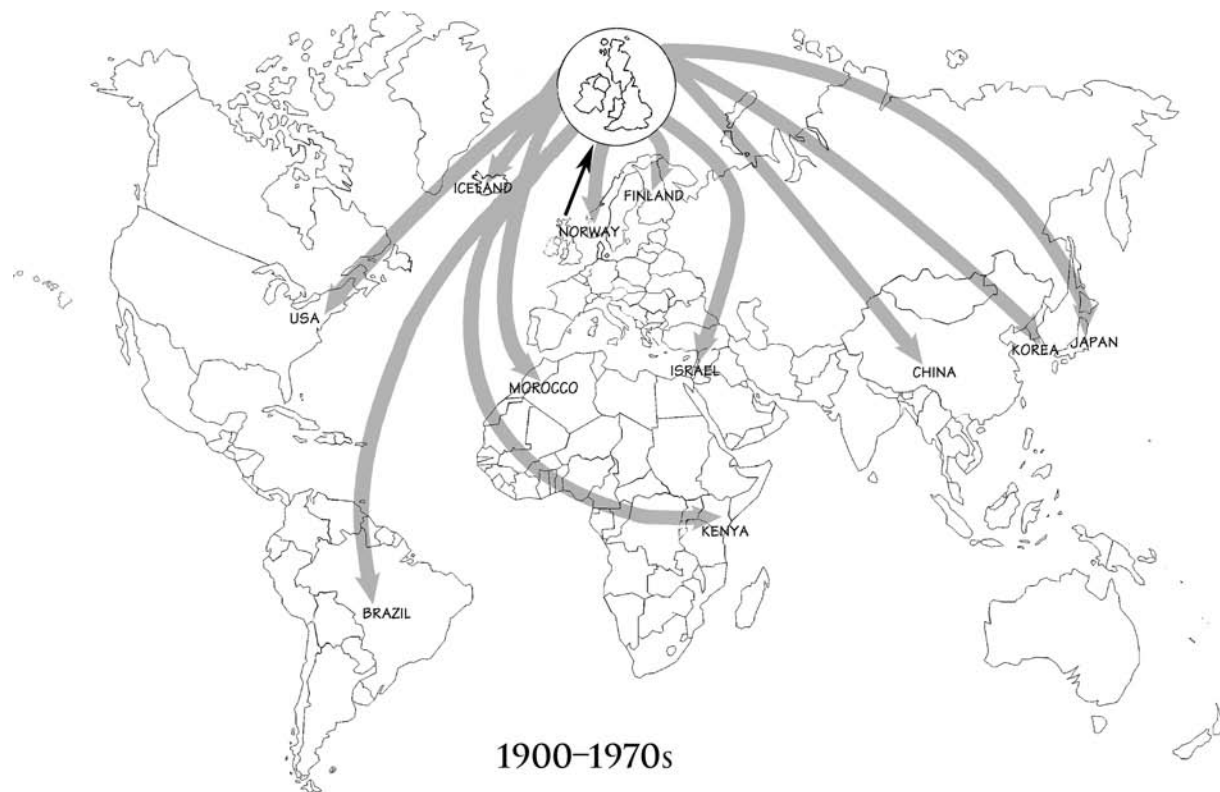 ICELAND
FINLAND
NORWAY
USA
KOREA
JAPAN
ISRAEL
CHINA
MOROCCO
KENYA
BRAZIL
1900–1970s